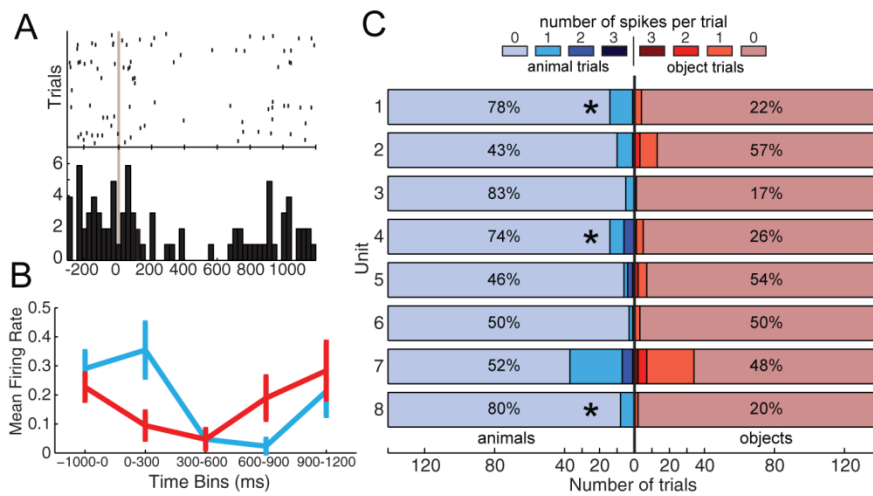 A
Trials
6
4
2
0
-200 0 200 400 600 800 1000
B
Mean Firing Rate
0.5
0.4
0.3
0.2
0.1
0
−1000-0 0-300 300-600 600-900 900-1200
Time Bins (ms)
C
number of spikes per trial
0 1 2 3 3 2 1 0
animal trials object trials
Unit
1 78% * 22%
2 43% 57%
3 83% 17%
4 74% * 26%
5 46% 54%
6 50% 50%
7 52% 48%
8 80% * 20%
animals objects
120 40 20 0 20 40 80 120
Number of trials